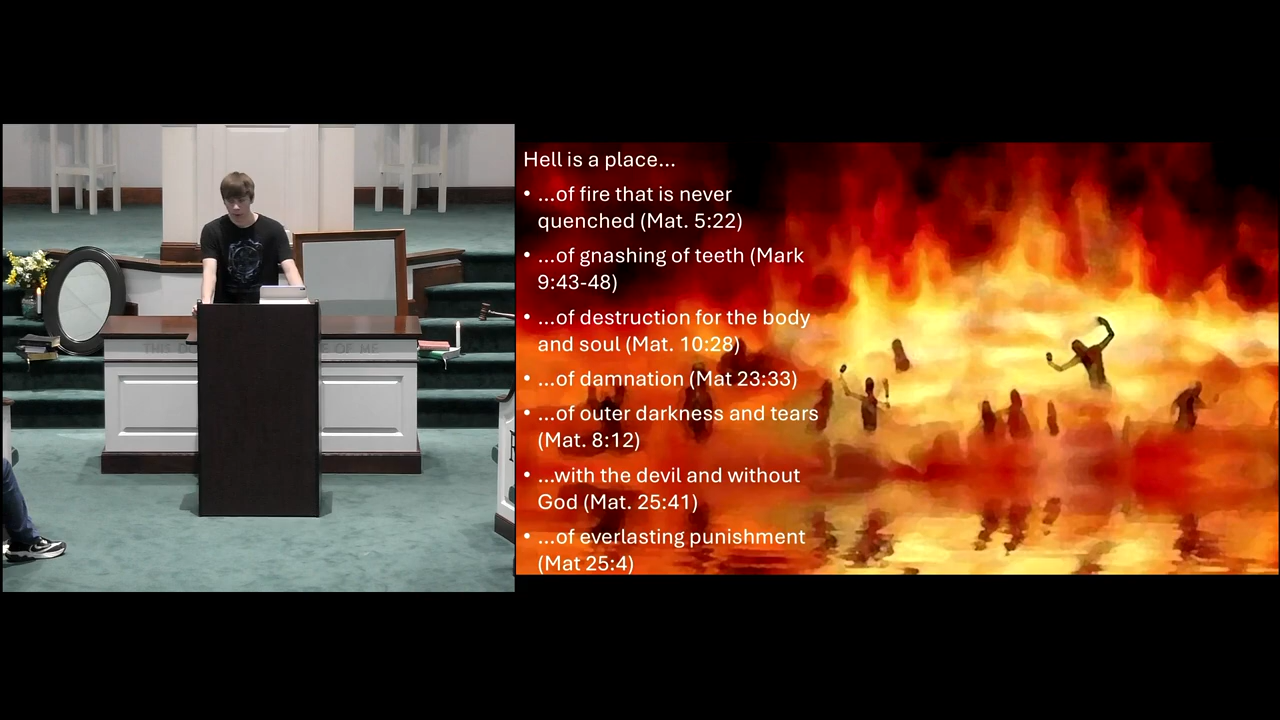 Hell is a place...
• ...of fire that is never
quenched (Mat. 5:22)
• ...of gnashing of teeth (Mark
9:43-48)
• ...of destruction for the body
and soul (Mat. 10:28)
• ...of damnation (Mat 23:33)
• ...of outer darkness and tears
(Mat. 8:12)
• ...with the devil and without
God (Mat. 25:41)
• ...of everlasting punishment
(Mat 25:4)
THIS OF ME